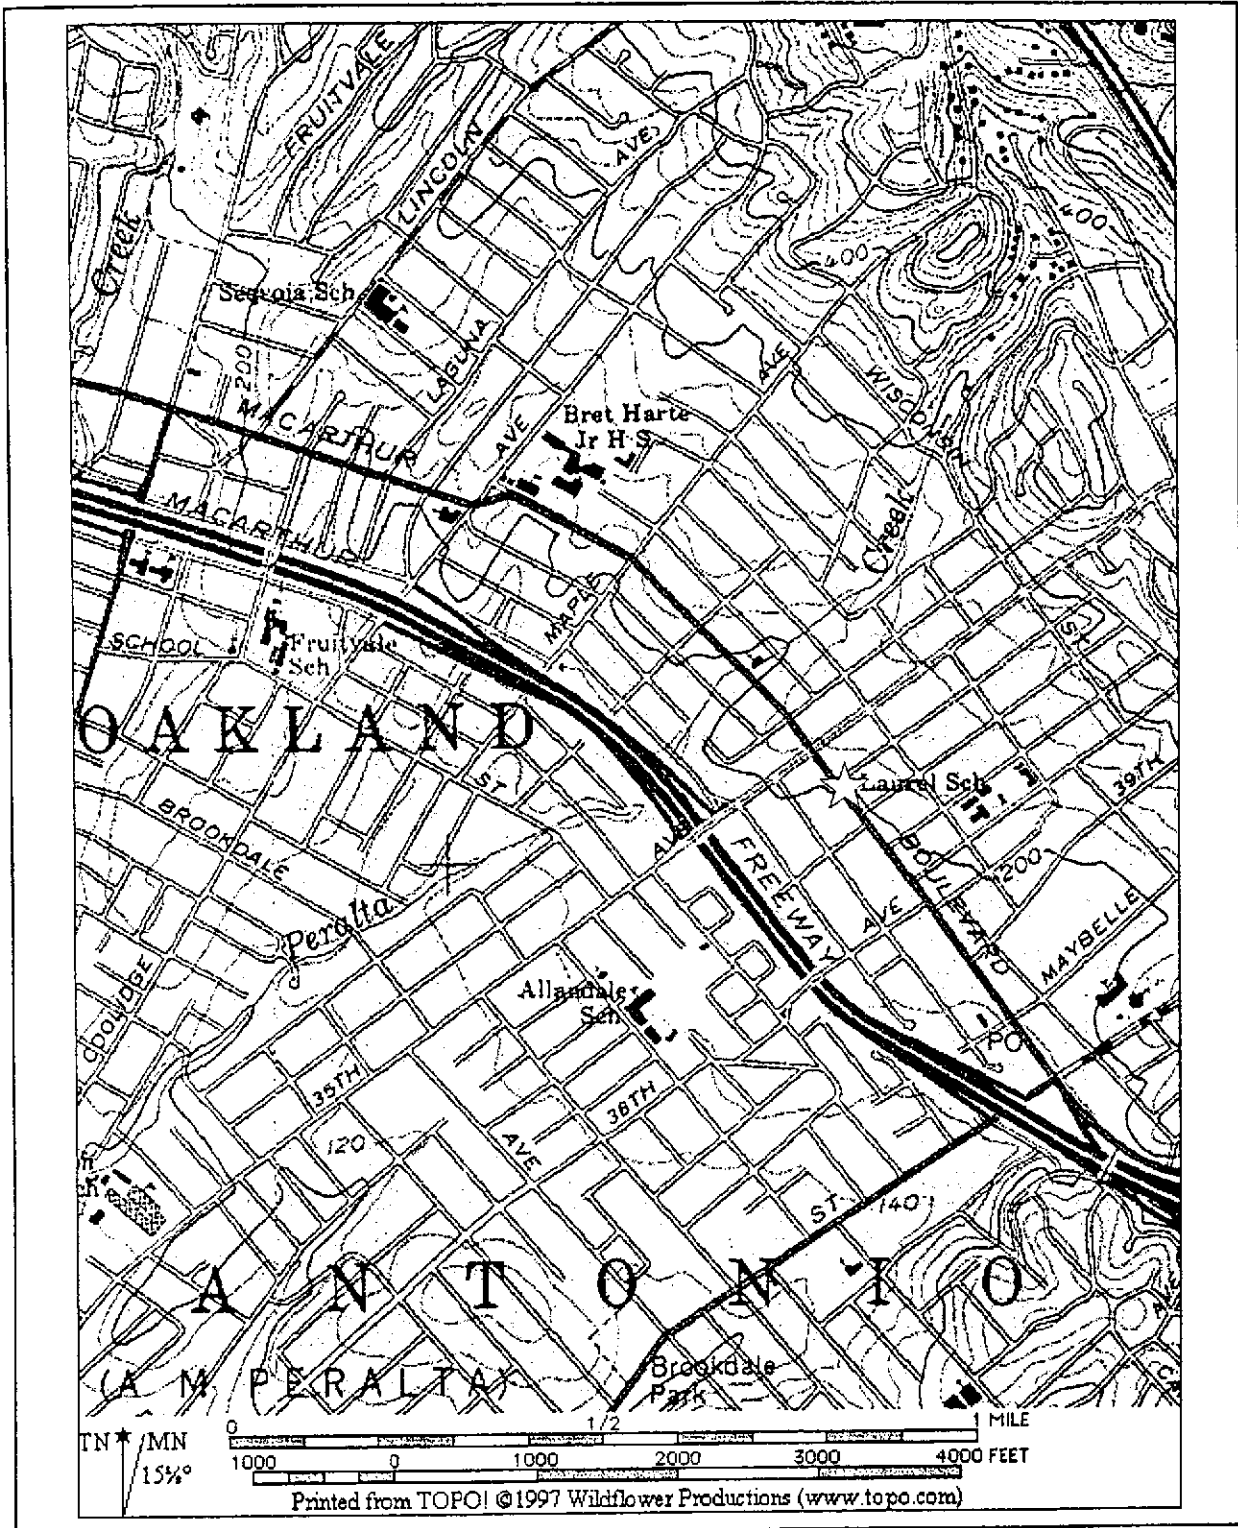 FRUITVALE
LINCOLN
AVE
Creek
400
400
Sequoia Sch
LAGUNA
200
MACARTHUR
AVE
Bret Harte
Jr H S
AVE
WISCONSIN
Creek
MACARTHUR
MAPLE
SCHOOL
Fruitvale
Sch
ST
OAKLAND
ST
Laurel Sch
39TH
BROOKDALE
AVE
FREEWAY
BOULEVARD
200
AVE
MAYBELLE
Peralta
Allandale
Sch
PO
35TH
38TH
AVE
120
ST
140
ANTONIO
(A M PERALTA)
Brookdale
Park
0 1/2 1 MILE
TN MN
15½°
1000 0 1000 2000 3000 4000 FEET
Printed from TOPO! ©1997 Wildflower Productions (www.topo.com)